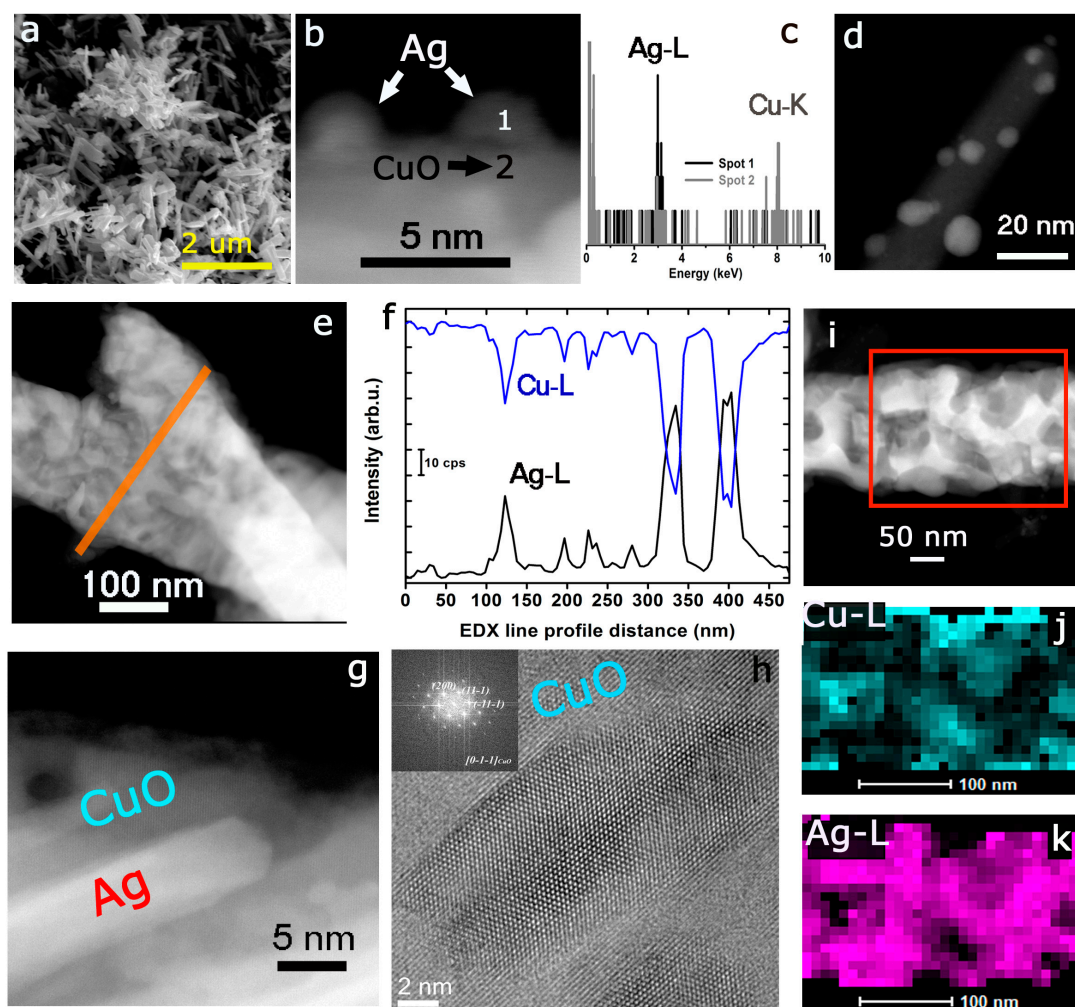 a
2 um
b
Ag
1
CuO
2
5 nm
c
Ag-L
Cu-K
Spot 1
Spot 2
0 2 4 6 8 10
Energy (keV)
d
20 nm
e
100 nm
f
Cu-L
10 cps
Ag-L
Intensity (arb.u.)
0 50 100 150 200 250 300 350 400 450
EDX line profile distance (nm)
i
50 nm
Cu-L
j
100 nm
Ag-L
k
100 nm
g
CuO
Ag
5 nm
h
CuO
(200)
(11-1)
(-11-1)
[0-1-1]CuO
2 nm